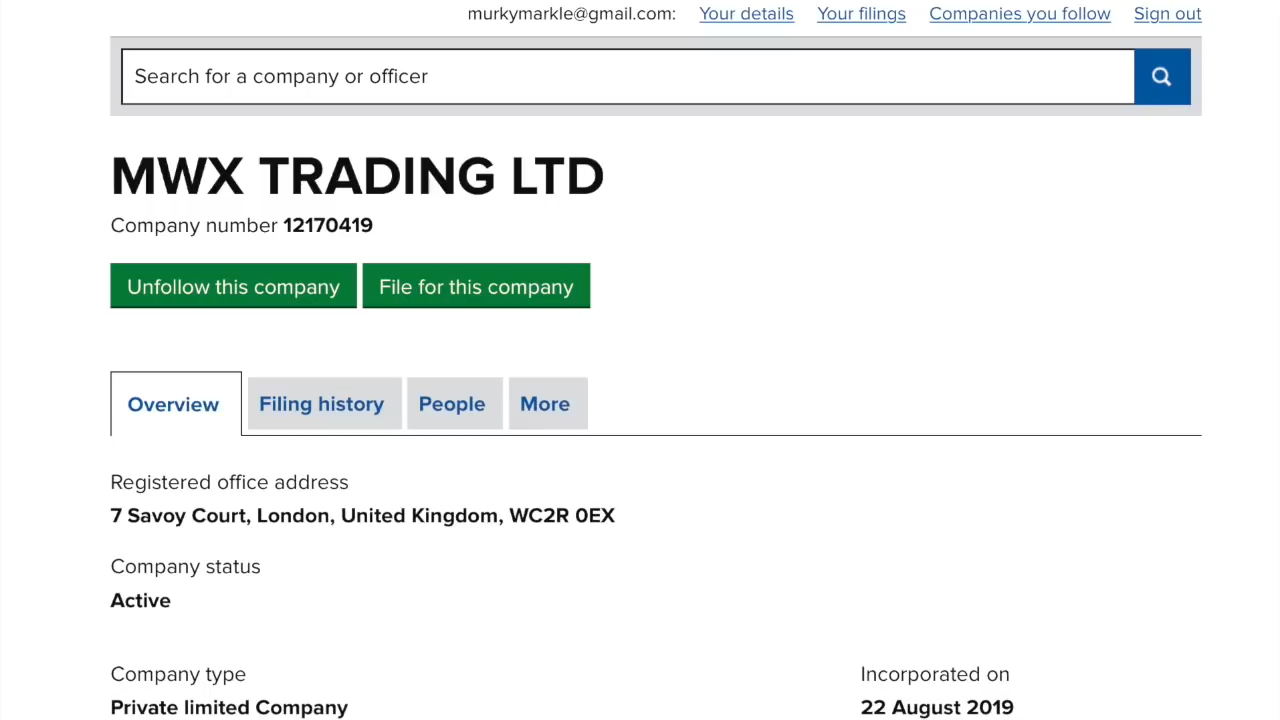 murkymarkle@gmail.com: Your details Your filings Companies you follow Sign out
Search for a company or officer
MWX TRADING LTD
Company number 12170419
Unfollow this company File for this company
Overview Filing history People More
Registered office address
7 Savoy Court, London, United Kingdom, WC2R 0EX
Company status
Active
Company type Incorporated on
Private limited Company 22 August 2019